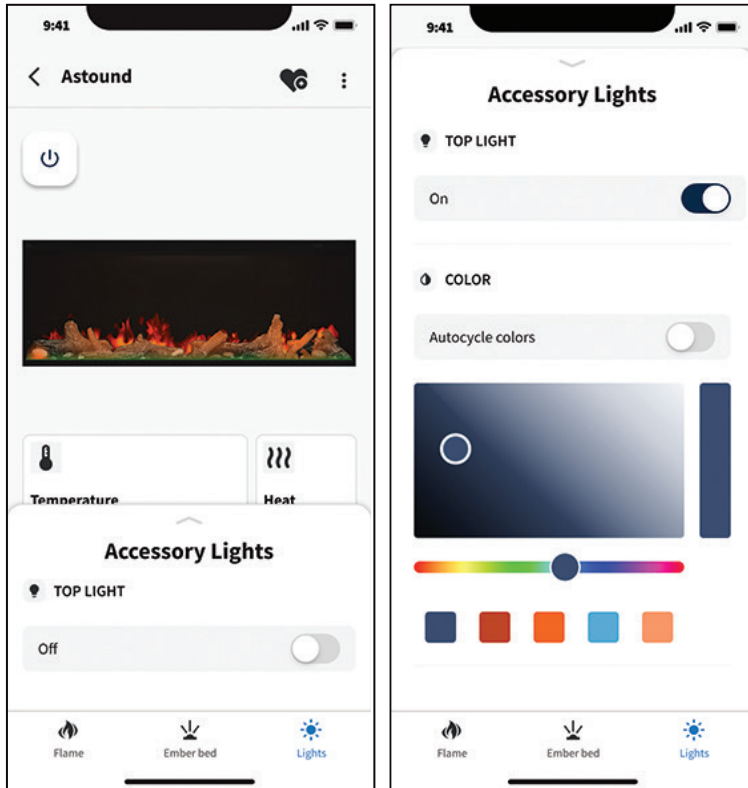 9:41
Astound
Temperature
Heat
Accessory Lights
TOP LIGHT
Off
Flame
Ember bed
Lights
9:41
Accessory Lights
TOP LIGHT
On
COLOR
Autocycle colors
Flame
Ember bed
Lights